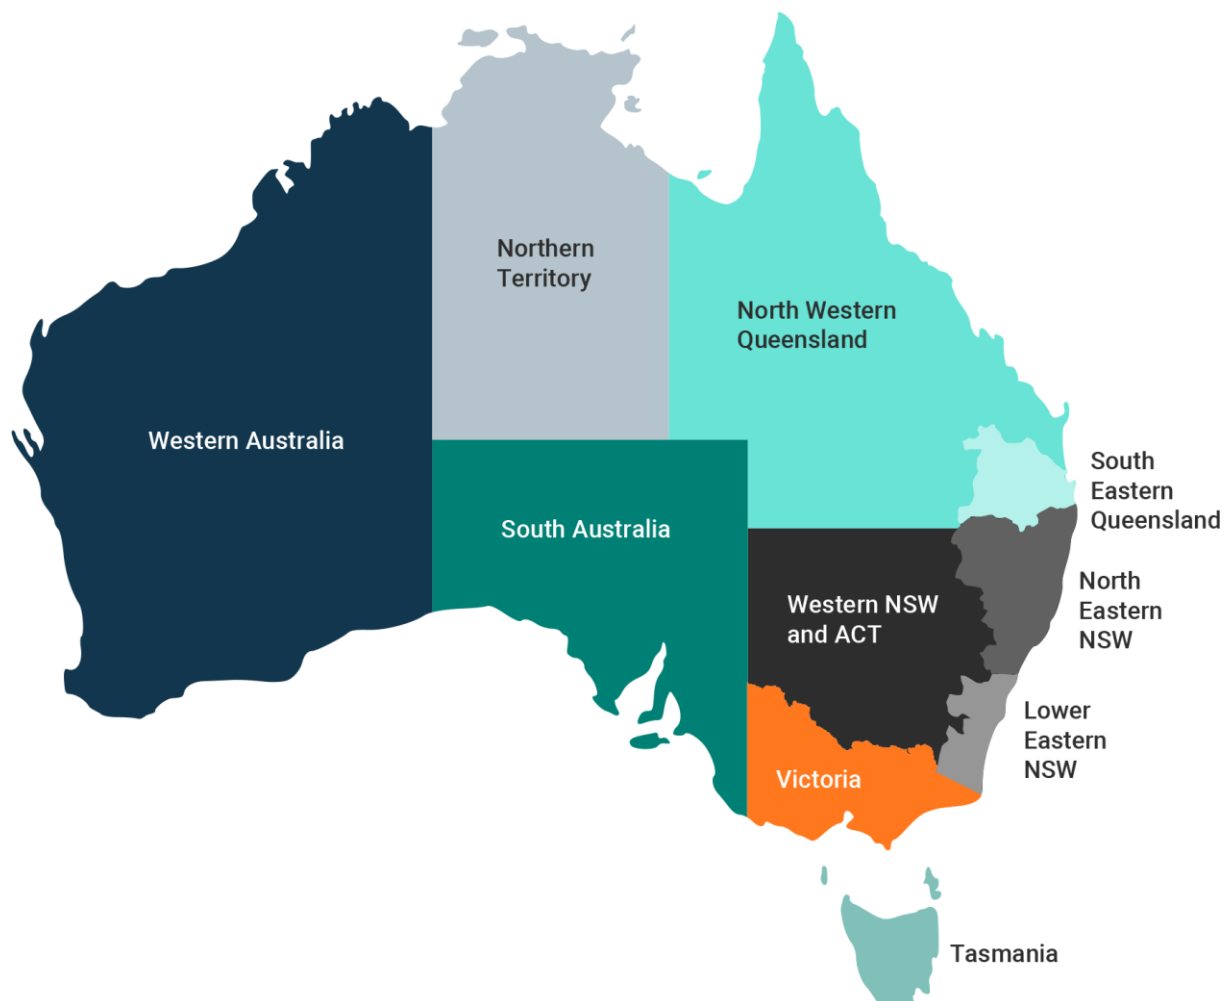 Northern
Territory
North Western
Queensland
Western Australia
South
Eastern
Queensland
South Australia
North
Eastern
NSW
Western NSW
and ACT
Lower
Eastern
NSW
Victoria
Tasmania